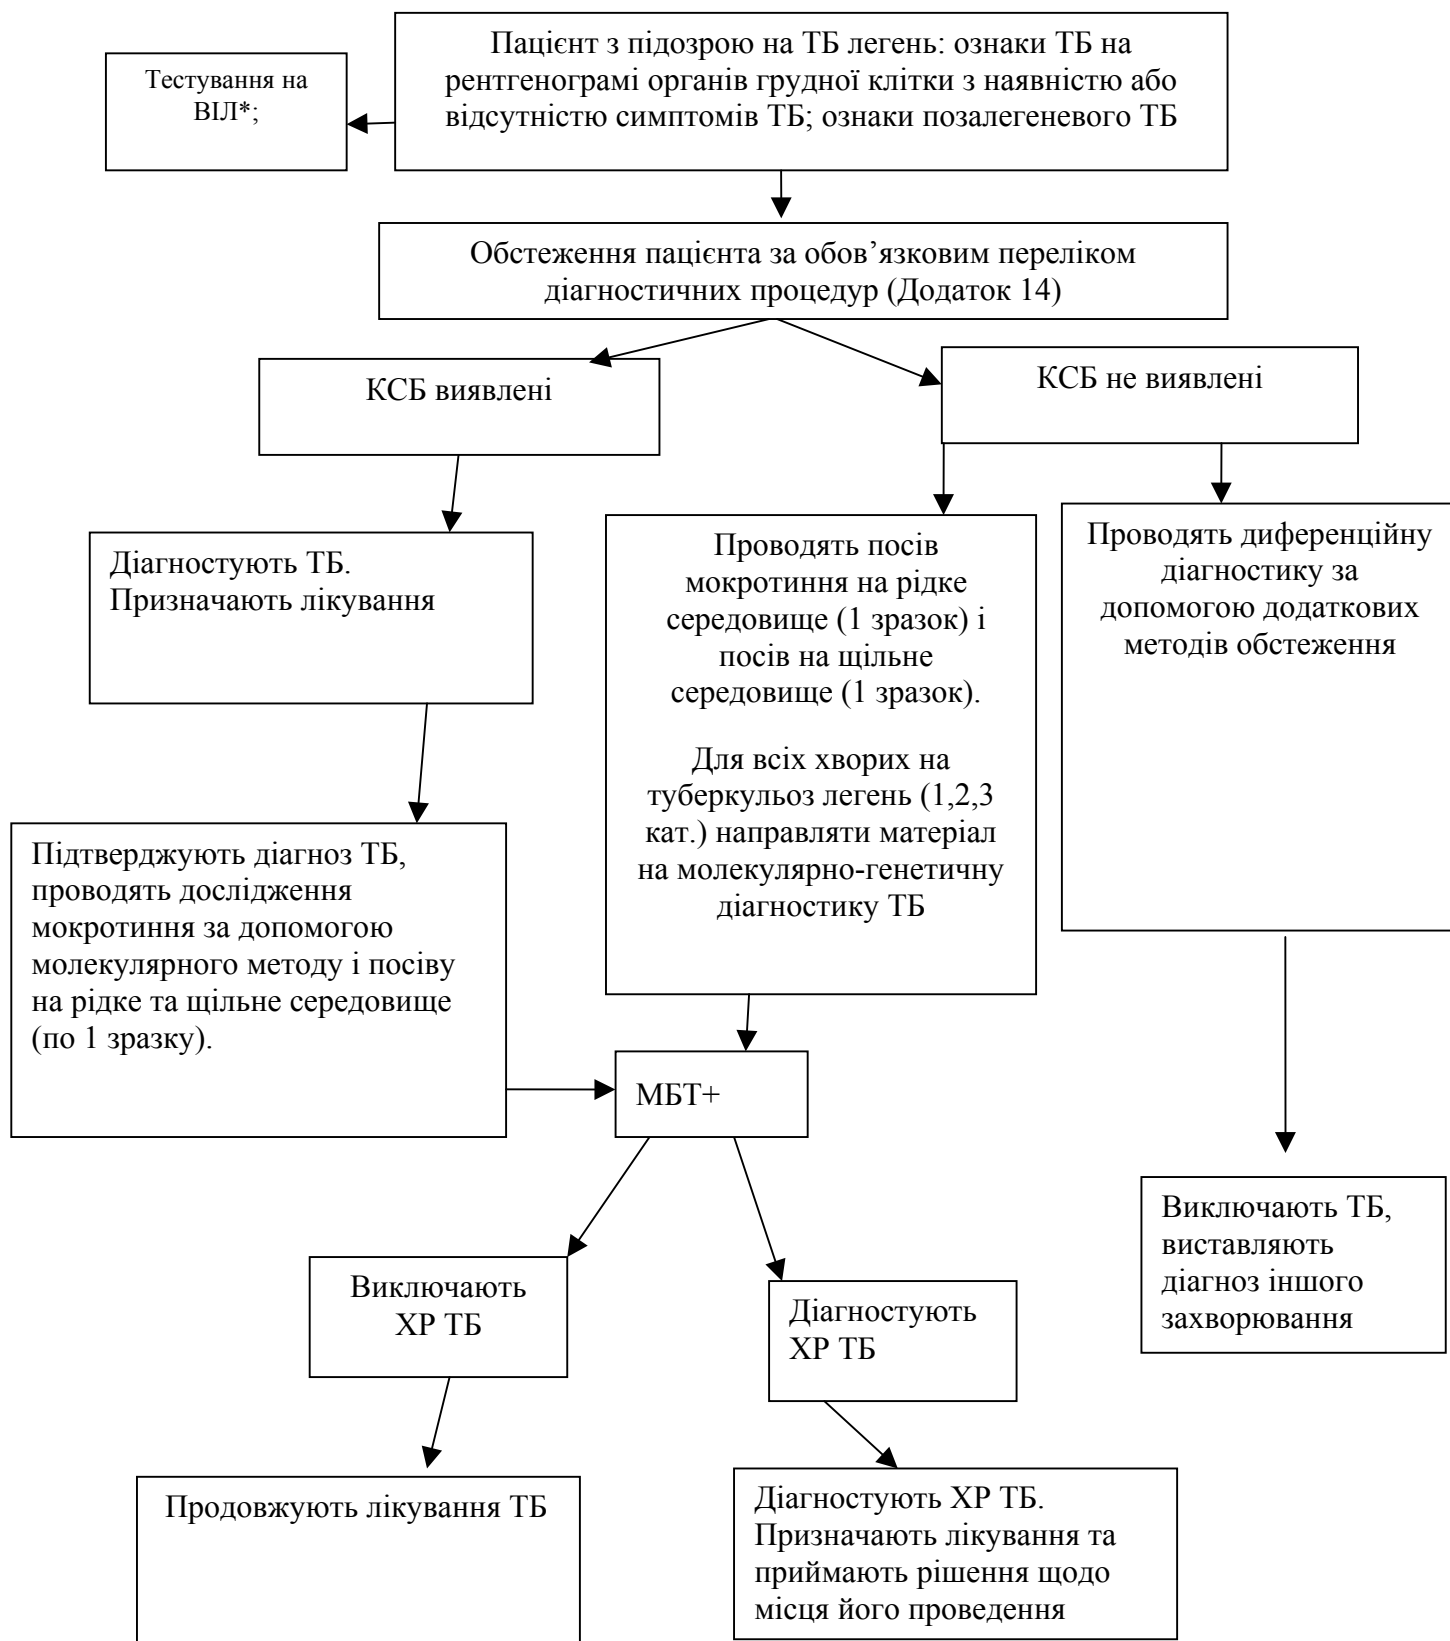 Пацієнт з підозрою на ТБ легень: ознаки ТБ на
рентгенограмі органів грудної клітки з наявністю або
відсутністю симптомів ТБ; ознаки позалегеневого ТБ
Тестування на
ВІЛ*;
Обстеження пацієнта за обов’язковим переліком
діагностичних процедур (Додаток 14)
КСБ виявлені
КСБ не виявлені
Діагностують ТБ.
Призначають лікування
Проводять посів
мокротиння на рідке
середовище (1 зразок) і
посів на щільне
середовище (1 зразок).
Для всіх хворих на
туберкульоз легень (1,2,3
кат.) направляти матеріал
на молекулярно-генетичну
діагностику ТБ
Проводять диференційну
діагностику за
допомогою додаткових
методів обстеження
Підтверджують діагноз ТБ,
проводять дослідження
мокротиння за допомогою
молекулярного методу і посіву
на рідке та щільне середовище
(по 1 зразку).
МБТ+
Виключають ТБ,
виставляють
діагноз іншого
захворювання
Виключають
ХР ТБ
Діагностують
ХР ТБ
Продовжують лікування ТБ
Діагностують ХР ТБ.
Призначають лікування та
приймають рішення щодо
місця його проведення